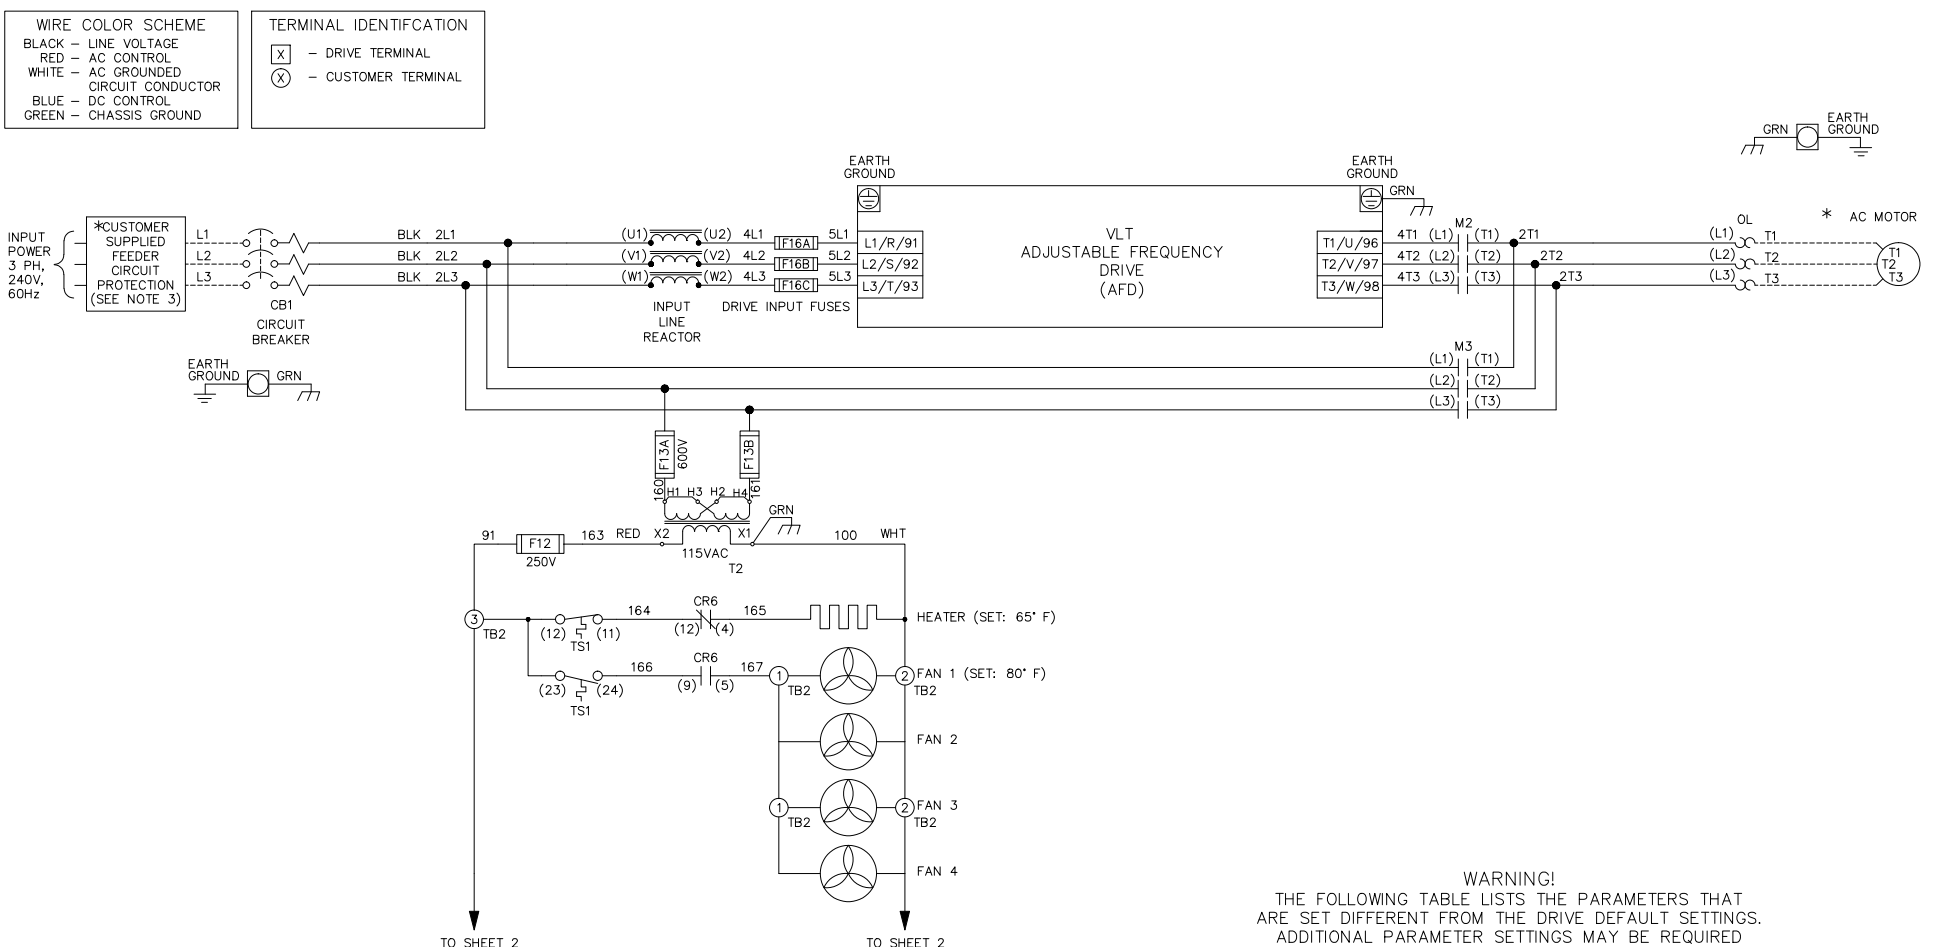 WIRE COLOR SCHEME
BLACK – LINE VOLTAGE
RED – AC CONTROL
WHITE – AC GROUNDED
CIRCUIT CONDUCTOR
BLUE – DC CONTROL
GREEN – CHASSIS GROUND
TERMINAL IDENTIFCATION
X – DRIVE TERMINAL
X – CUSTOMER TERMINAL
GRN
EARTH
GROUND
INPUT
POWER
3 PH,
240V,
60Hz
*CUSTOMER
SUPPLIED
FEEDER
CIRCUIT
PROTECTION
(SEE NOTE 3)
L1
L2
L3
CB1
CIRCUIT
BREAKER
BLK 2L1
BLK 2L2
BLK 2L3
(U1) (U2) 4L1 F16A 5L1
(V1) (V2) 4L2 F16B 5L2
(W1) (W2) 4L3 F16C 5L3
INPUT
LINE
REACTOR
DRIVE INPUT FUSES
EARTH
GROUND
L1/R/91
L2/S/92
L3/T/93
VLT
ADJUSTABLE FREQUENCY
DRIVE
(AFD)
EARTH
GROUND
GRN
T1/U/96
T2/V/97
T3/W/98
M2
4T1 (L1) (T1) 2T1
4T2 (L2) (T2) 2T2
4T3 (L3) (T3) 2T3
OL
(L1) T1
(L2) T2
(L3) T3
* AC MOTOR
T1
T2
T3
M3
(L1) (T1)
(L2) (T2)
(L3) (T3)
EARTH
GROUND
GRN
F13A
600V
F13B
160
161
H1 H3 H2 H4
GRN
91
F12
250V
163 RED X2
X1
115VAC
T2
100 WHT
3
TB2
(12) (11)
TS1
164
CR6
(12) (4)
165
HEATER (SET: 65° F)
(23) (24)
TS1
166
CR6
(9) (5)
167
1
TB2
2
TB2
FAN 1 (SET: 80° F)
FAN 2
1
TB2
2
TB2
FAN 3
FAN 4
TO SHEET 2
TO SHEET 2
WARNING!
THE FOLLOWING TABLE LISTS THE PARAMETERS THAT
ARE SET DIFFERENT FROM THE DRIVE DEFAULT SETTINGS.
ADDITIONAL PARAMETER SETTINGS MAY BE REQUIRED